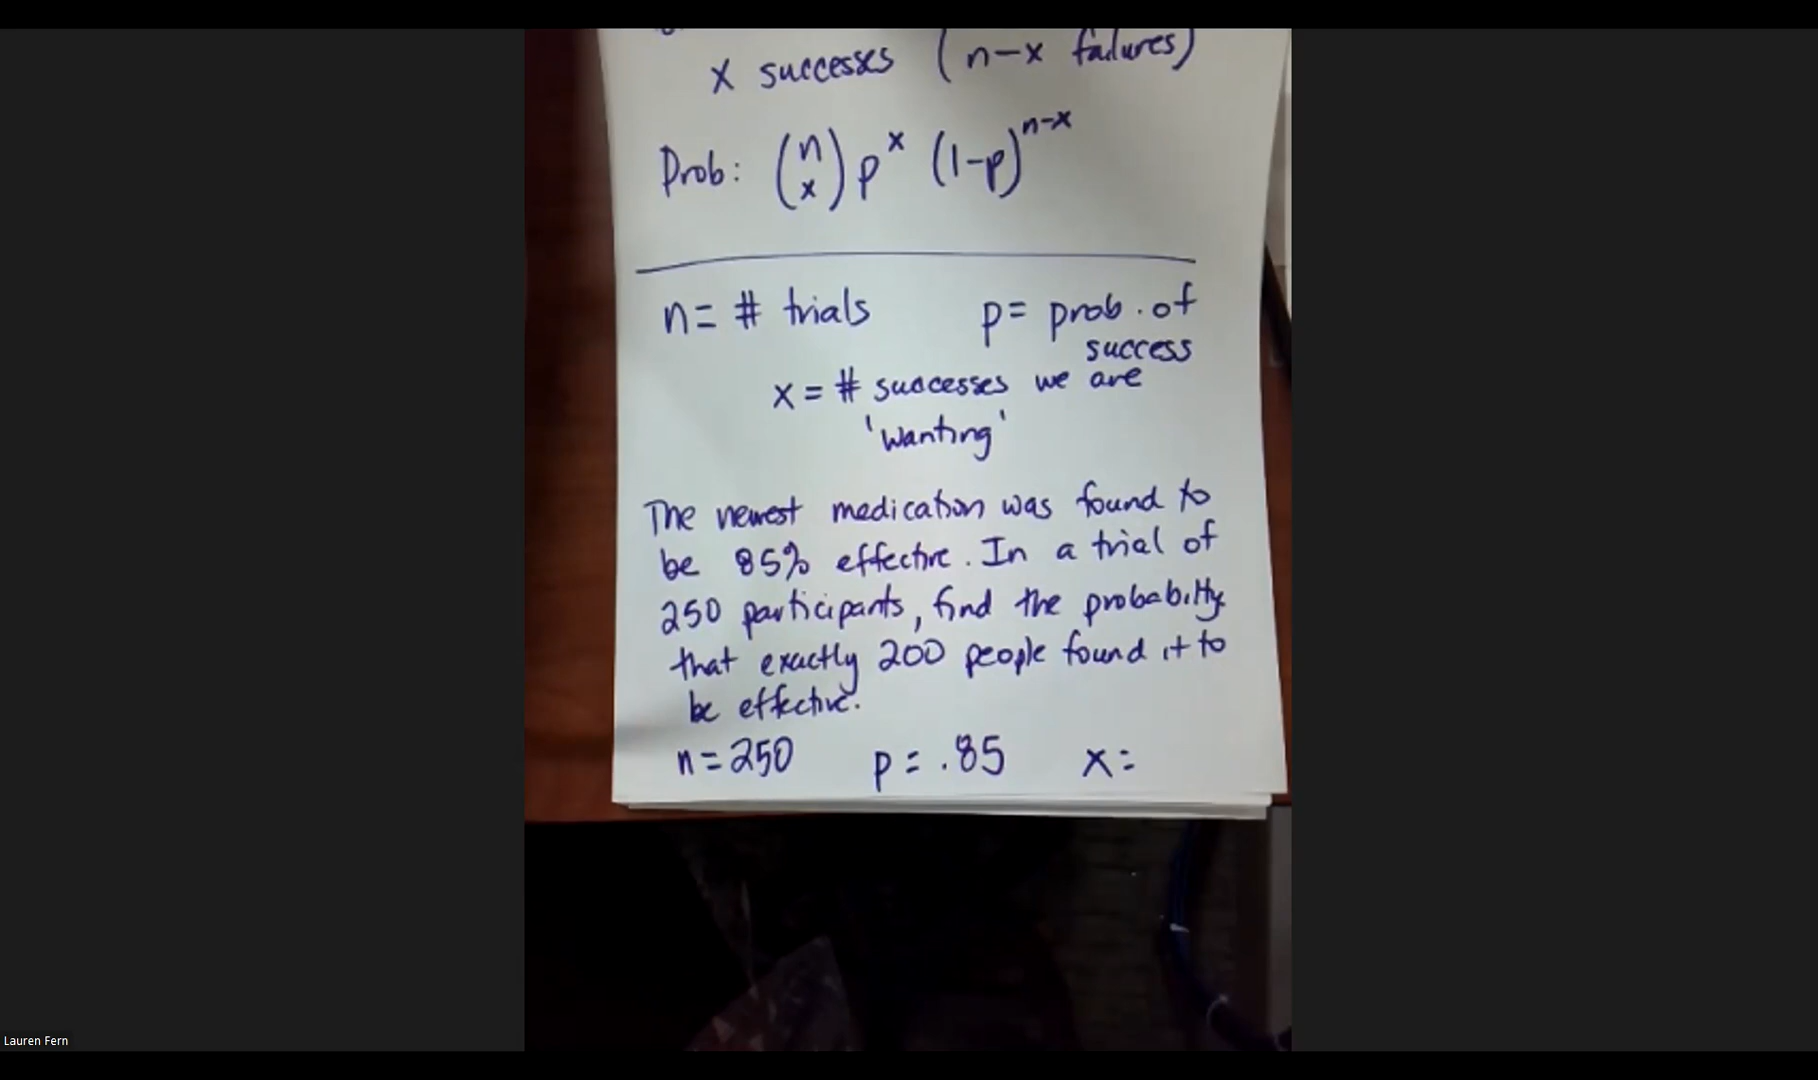 x successes (n-x failures)
Prob: (n x) p^x (1-p)^n-x
n = # trials p = prob. of
success
x = # successes we are
'wanting'
The newest medication was found to
be 85% effective. In a trial of
250 participants, find the probability
that exactly 200 people found it to
be effective.
n = 250 p = .85 x =
Lauren Fern